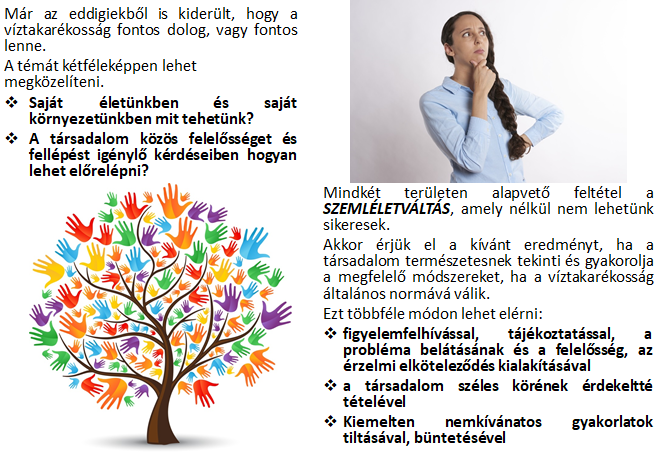 Már az eddigiekből is kiderült, hogy a
víztakarékosság fontos dolog, vagy fontos
lenne.
A témát kétféleképpen lehet
megközelíteni.
❖ Saját életünkben és saját
környezetünkben mit tehetünk?
❖ A társadalom közös felelősséget és
fellépést igénylő kérdéseiben hogyan
lehet előrelépni?
Mindkét területen alapvető feltétel a
SZEMLÉLETVÁLTÁS, amely nélkül nem lehetünk
sikeresek.
Akkor érjük el a kívánt eredményt, ha a
társadalom természetesnek tekinti és gyakorolja
a megfelelő módszereket, ha a víztakarékosság
általános normává válik.
Ezt többféle módon lehet elérni:
❖ figyelemfelhívással, tájékoztatással, a
probléma belátásának és a felelősség, az
érzelmi elköteleződés kialakításával
❖ a társadalom széles körének érdekeltté
tételével
❖ Kiemelten nemkívánatos gyakorlatok
tiltásával, büntetésével